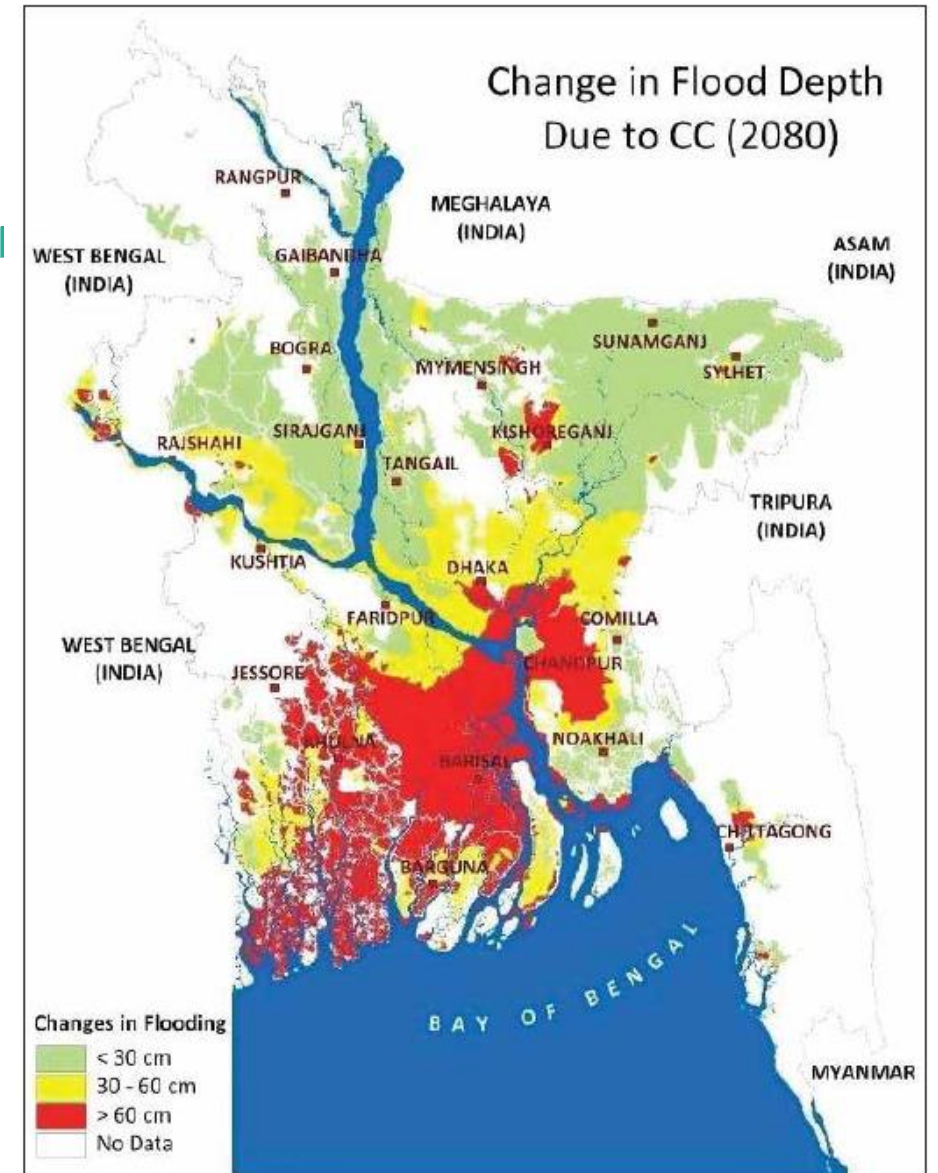 Change in Flood Depth
Due to CC (2080)
RANGPUR
MEGHALAYA
(INDIA)
ASAM
(INDIA)
WEST BENGAL
(INDIA)
GAIBANDHA
SUNAMGANJ
BOGRA
MYMENSINGH
SYLHET
SIRAJGANJ
KISHOREGANJ
RAJSHAHI
TANGAIL
TRIPURA
(INDIA)
KUSHTIA
DHAKA
FARIDPUR
COMILLA
WEST BENGAL
(INDIA)
CHANDPUR
JESSORE
KHULNA
NOAKHALI
BARISAL
CHITTAGONG
BARGUNA
BAY OF BENGAL
Changes in Flooding
< 30 cm
30 - 60 cm
> 60 cm
No Data
MYANMAR